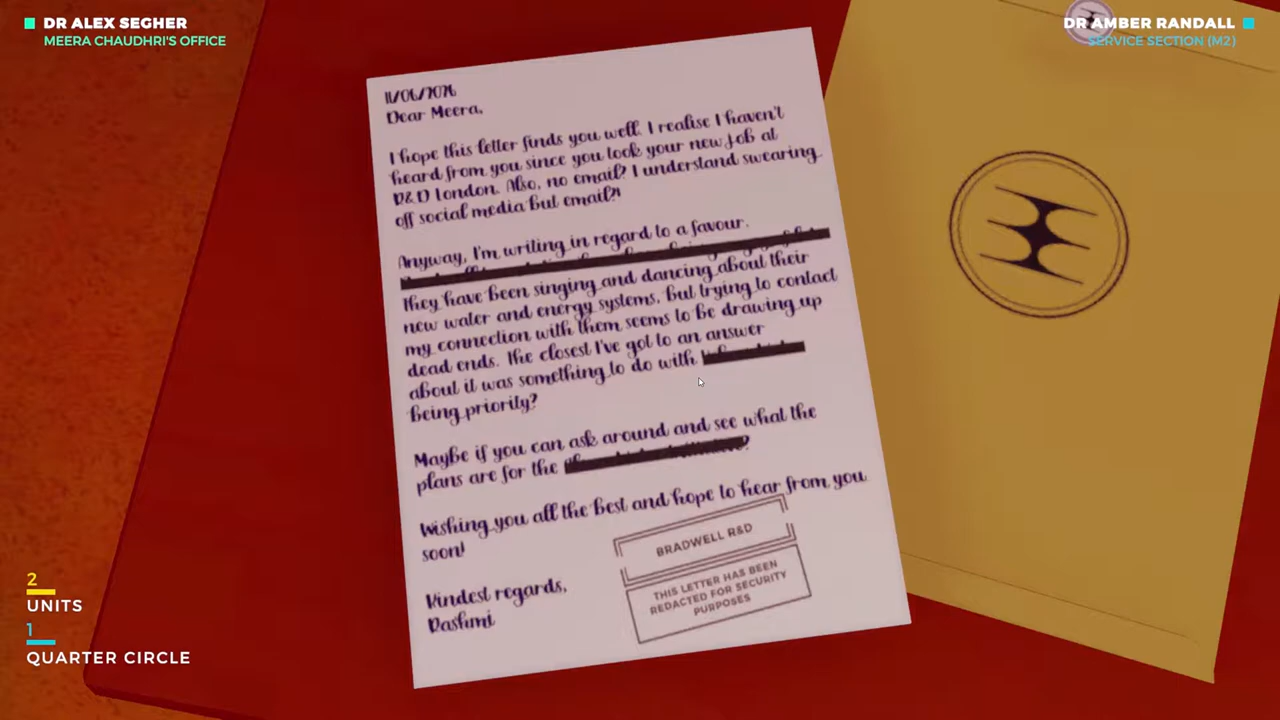 DR ALEX SEGHER
MEERA CHAUDHRI'S OFFICE
DR AMBER RANDALL
SERVICE SECTION (M2)
11/06/2026
Dear Meera,
I hope this letter finds you well. I realise I haven't
heard from you since you took your new job at
R&D London. Also, no email? I understand swearing
off social media but email?!
Anyway, I'm writing in regard to a favour.
They have been singing and dancing about their
new water and energy systems, but trying to contact
my connection with them seems to be drawing up
dead ends. The closest I've got to an answer
about it was something to do with
being priority?
Maybe if you can ask around and see what the
plans are for the ?
Wishing you all the best and hope to hear from you
soon!
Kindest regards,
Rashmi
BRADWELL R&D
THIS LETTER HAS BEEN
REDACTED FOR SECURITY
PURPOSES
2
UNITS
1
QUARTER CIRCLE